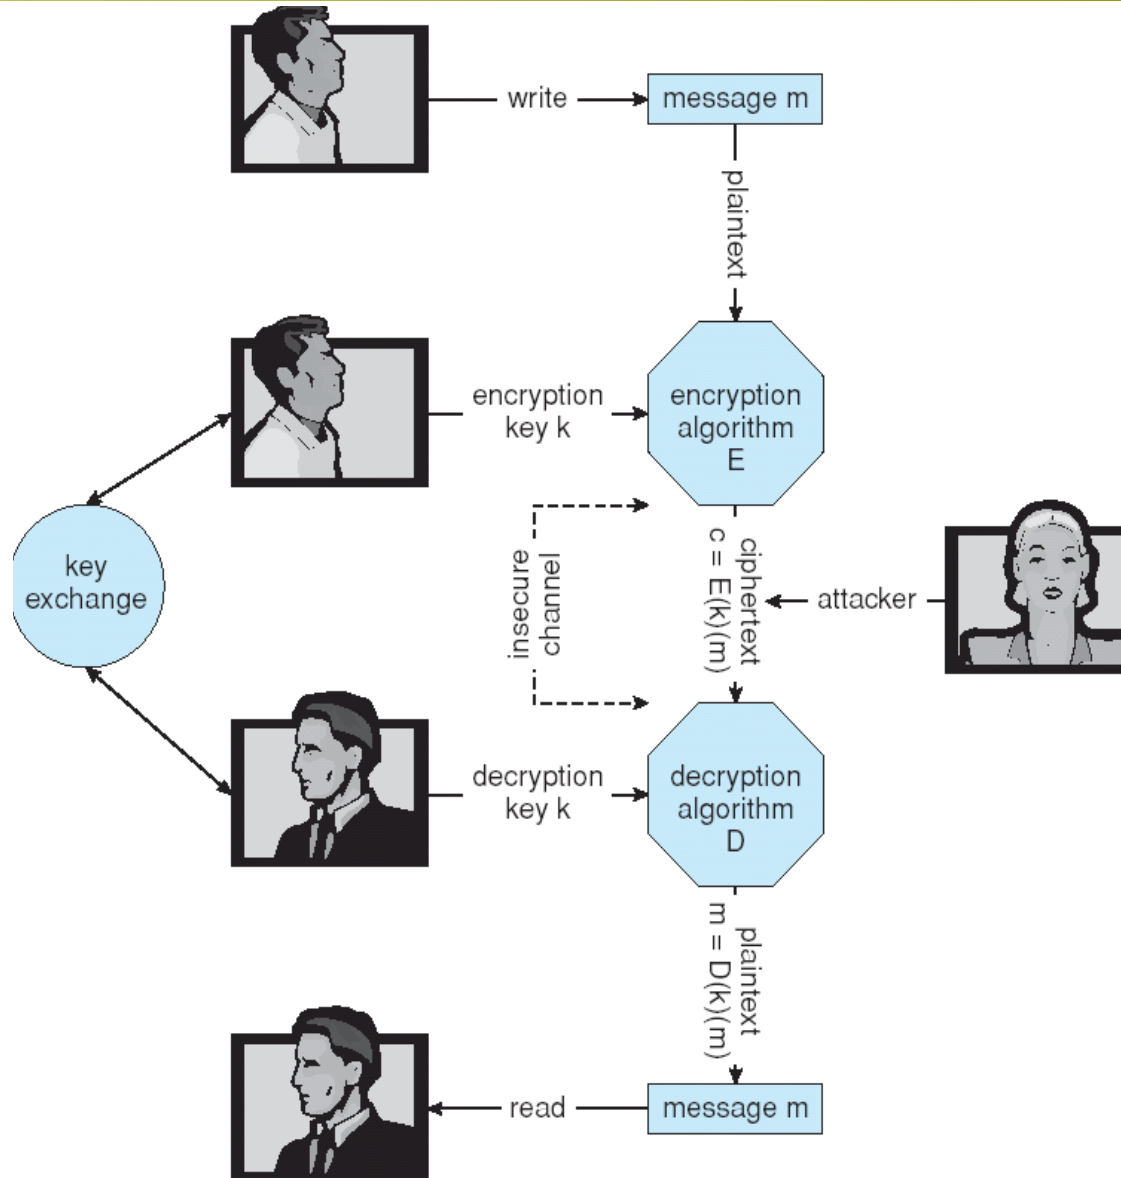 write
message m
plaintext
encryption
key k
encryption
algorithm
E
key
exchange
insecure
channel
ciphertext
c = E(k)(m)
attacker
decryption
key k
decryption
algorithm
D
plaintext
m = D(k)(m)
read
message m